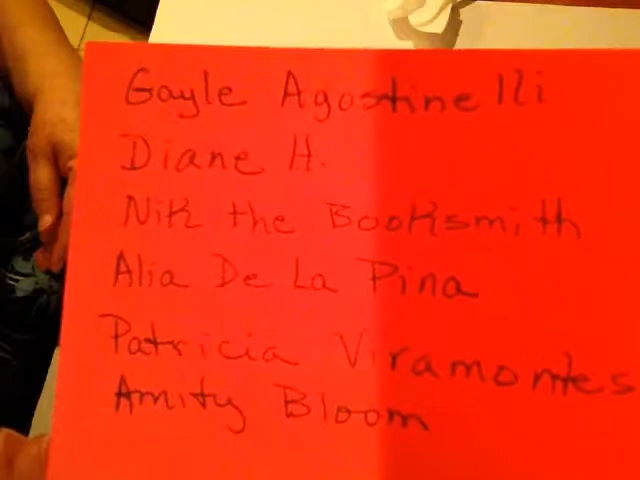 Gayle Agostinelli
Diane H.
Nik the Booksmith
Alia De La Pina
Patricia Viramontes
Amity Bloom